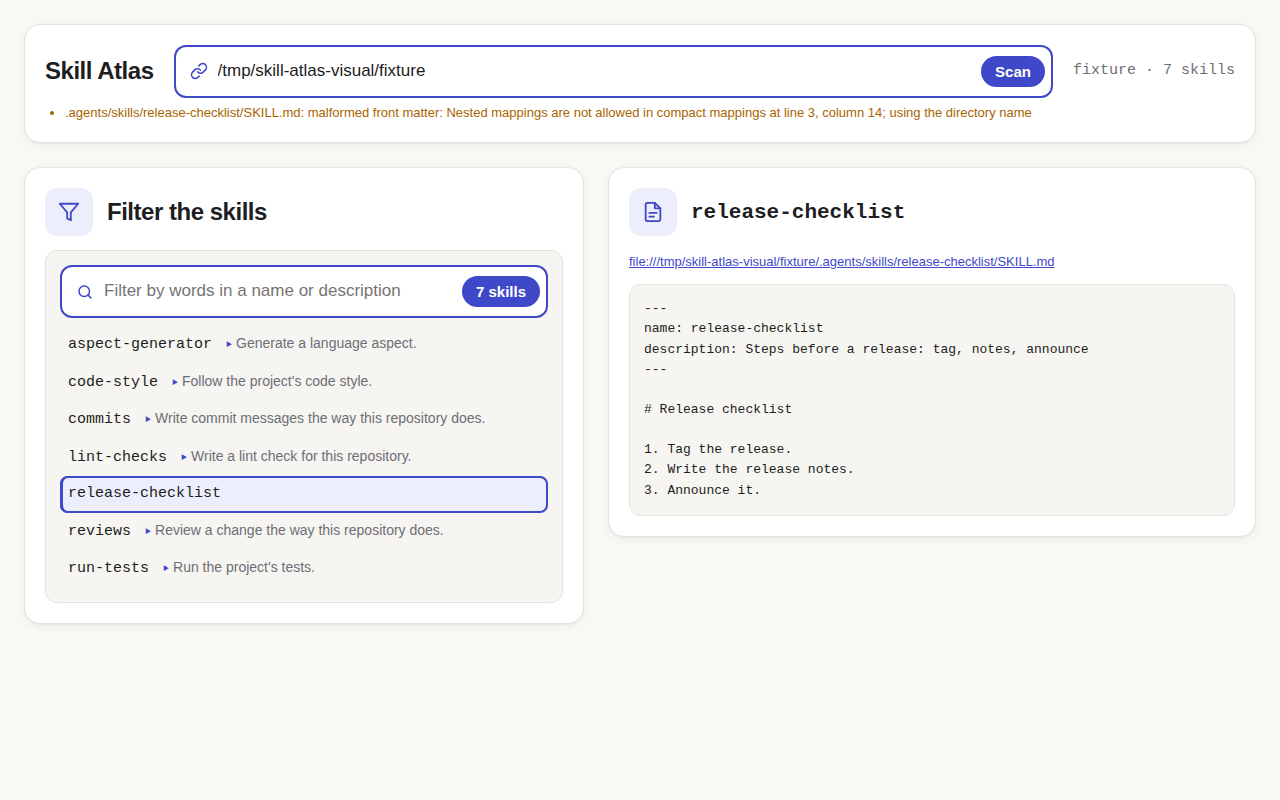 Skill Atlas
/tmp/skill-atlas-visual/fixture
Scan
fixture · 7 skills
.agents/skills/release-checklist/SKILL.md: malformed front matter: Nested mappings are not allowed in compact mappings at line 3, column 14; using the directory name
Filter the skills
Filter by words in a name or description
7 skills
aspect-generator ▸ Generate a language aspect.
code-style ▸ Follow the project's code style.
commits ▸ Write commit messages the way this repository does.
lint-checks ▸ Write a lint check for this repository.
release-checklist
reviews ▸ Review a change the way this repository does.
run-tests ▸ Run the project's tests.
release-checklist
file:///tmp/skill-atlas-visual/fixture/.agents/skills/release-checklist/SKILL.md
---
name: release-checklist
description: Steps before a release: tag, notes, announce
---
# Release checklist
1. Tag the release.
2. Write the release notes.
3. Announce it.